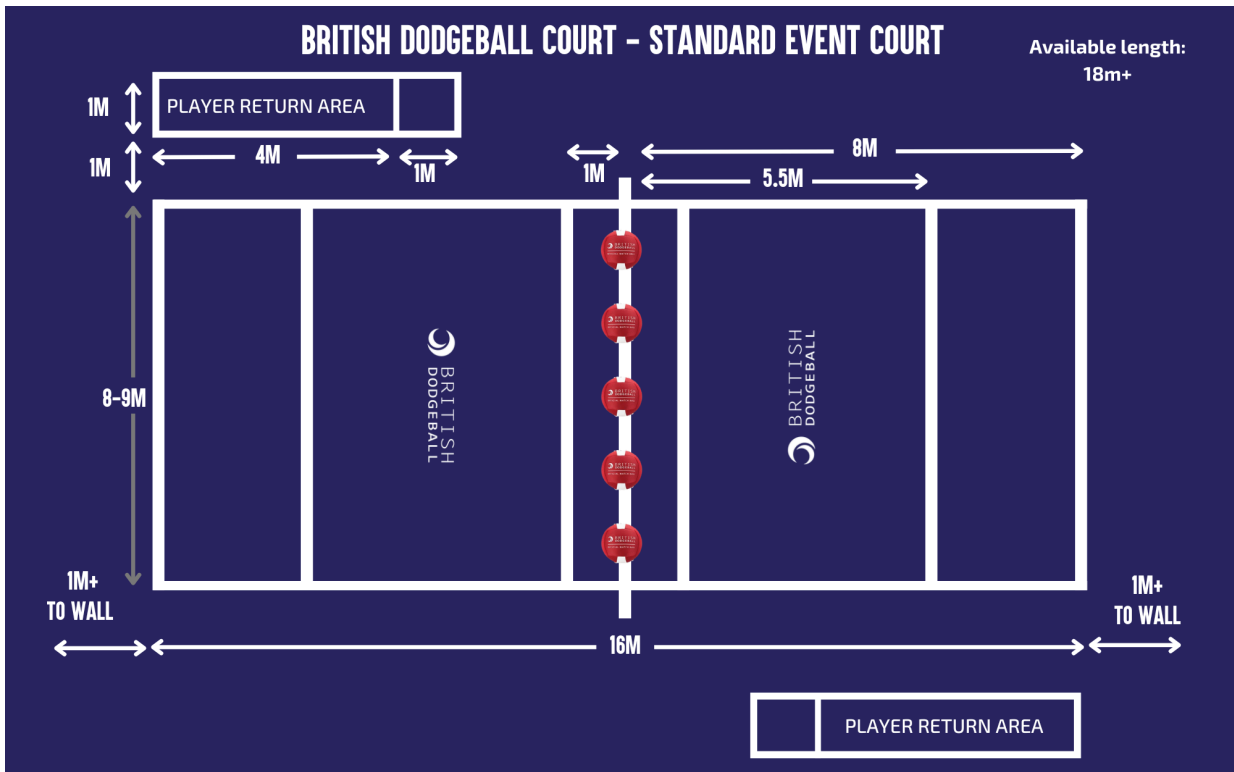 BRITISH DODGEBALL COURT – STANDARD EVENT COURT
Available length:
18m+
1M
PLAYER RETURN AREA
1M
4M
1M
1M
8M
5.5M
BRITISH
DODGEBALL
BRITISH
DODGEBALL
8-9M
1M+
TO WALL
1M+
TO WALL
16M
PLAYER RETURN AREA